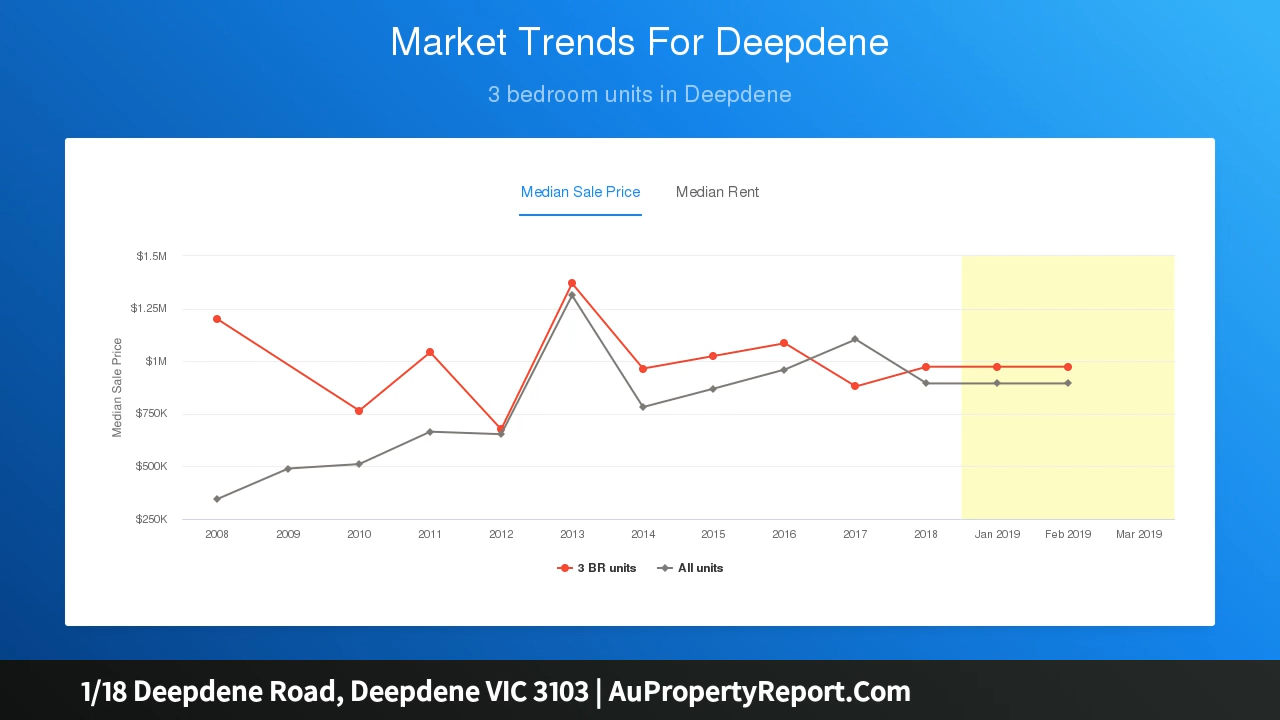 Market Trends For Deepdene
3 bedroom units in Deepdene
Median Sale Price Median Rent
$1.5M
$1.25M
$1M
$750K
$500K
$250K
Median Sale Price
2008 2009 2010 2011 2012 2013 2014 2015 2016 2017 2018 Jan 2019 Feb 2019 Mar 2019
3 BR units All units
1/18 Deepdene Road, Deepdene VIC 3103 | AuPropertyReport.Com